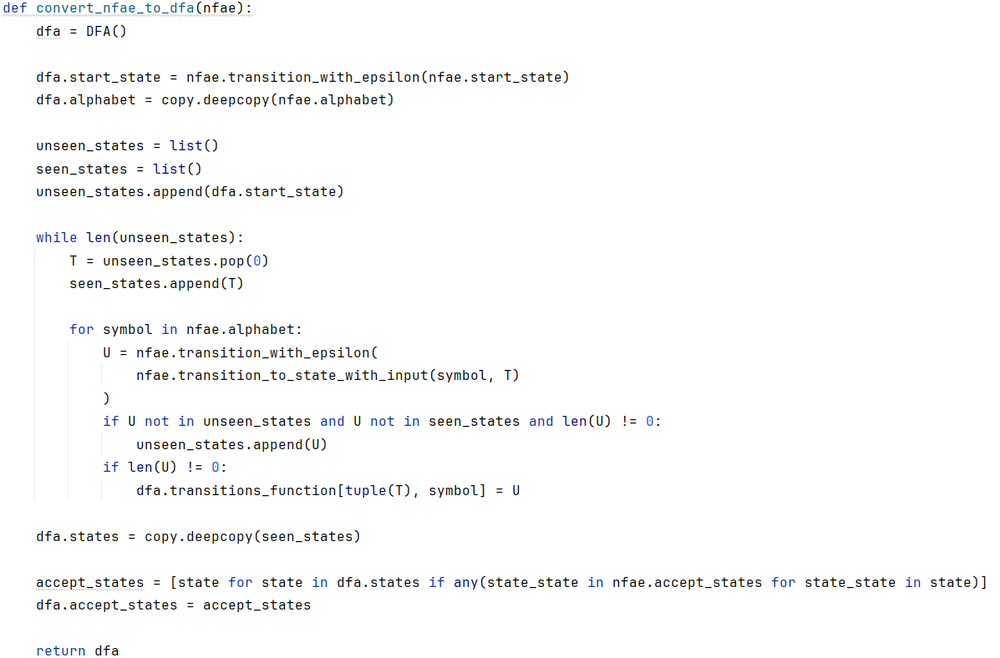 def convert_nfae_to_dfa(nfae):
    dfa = DFA()

    dfa.start_state = nfae.transition_with_epsilon(nfae.start_state)
    dfa.alphabet = copy.deepcopy(nfae.alphabet)

    unseen_states = list()
    seen_states = list()
    unseen_states.append(dfa.start_state)

    while len(unseen_states):
        T = unseen_states.pop(0)
        seen_states.append(T)

        for symbol in nfae.alphabet:
            U = nfae.transition_with_epsilon(
                nfae.transition_to_state_with_input(symbol, T)
            )
            if U not in unseen_states and U not in seen_states and len(U) != 0:
                unseen_states.append(U)
            if len(U) != 0:
                dfa.transitions_function[tuple(T), symbol] = U

    dfa.states = copy.deepcopy(seen_states)

    accept_states = [state for state in dfa.states if any(state_state in nfae.accept_states for state_state in state)]
    dfa.accept_states = accept_states

    return dfa